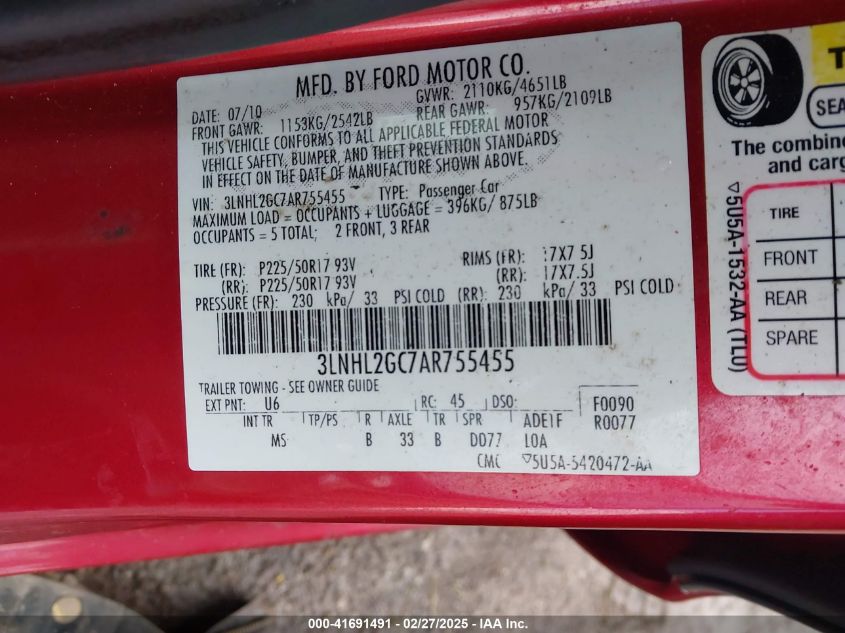 MFD. BY FORD MOTOR CO.
DATE: 07/10
GVWR: 2110KG/4651LB
FRONT GAWR: 1153KG/2542LB
REAR GAWR: 957KG/2109LB
THIS VEHICLE CONFORMS TO ALL APPLICABLE FEDERAL MOTOR
VEHICLE SAFETY, BUMPER, AND THEFT PREVENTION STANDARDS
IN EFFECT ON THE DATE OF MANUFACTURE SHOWN ABOVE.
VIN: 3LNHL2GC7AR755455 TYPE: Passenger Car
MAXIMUM LOAD = OCCUPANTS + LUGGAGE = 396KG/ 875LB
OCCUPANTS = 5 TOTAL; 2 FRONT, 3 REAR
TIRE (FR): P225/50R17 93V RIMS (FR): 17X7.5J
(RR): P225/50R17 93V (RR): 17X7.5J
PRESSURE (FR): 230 kPa/ 33 PSI COLD (RR): 230 kPa/ 33 PSI COLD
3LNHL2GC7AR755455
TRAILER TOWING - SEE OWNER GUIDE
EXT PNT: U6 RC: 45 DSO: F0090
INT TR TP/PS R AXLE TR SPR ADE1F R0077
MS B 33 B DD77 LOA
CMC ▽5U5A-5420472-AA
T
SEA
The combine
and carg
TIRE
FRONT
REAR
SPARE
▽5U5A-1532-AA (TL0)
000-41691491 - 02/27/2025 - IAA Inc.